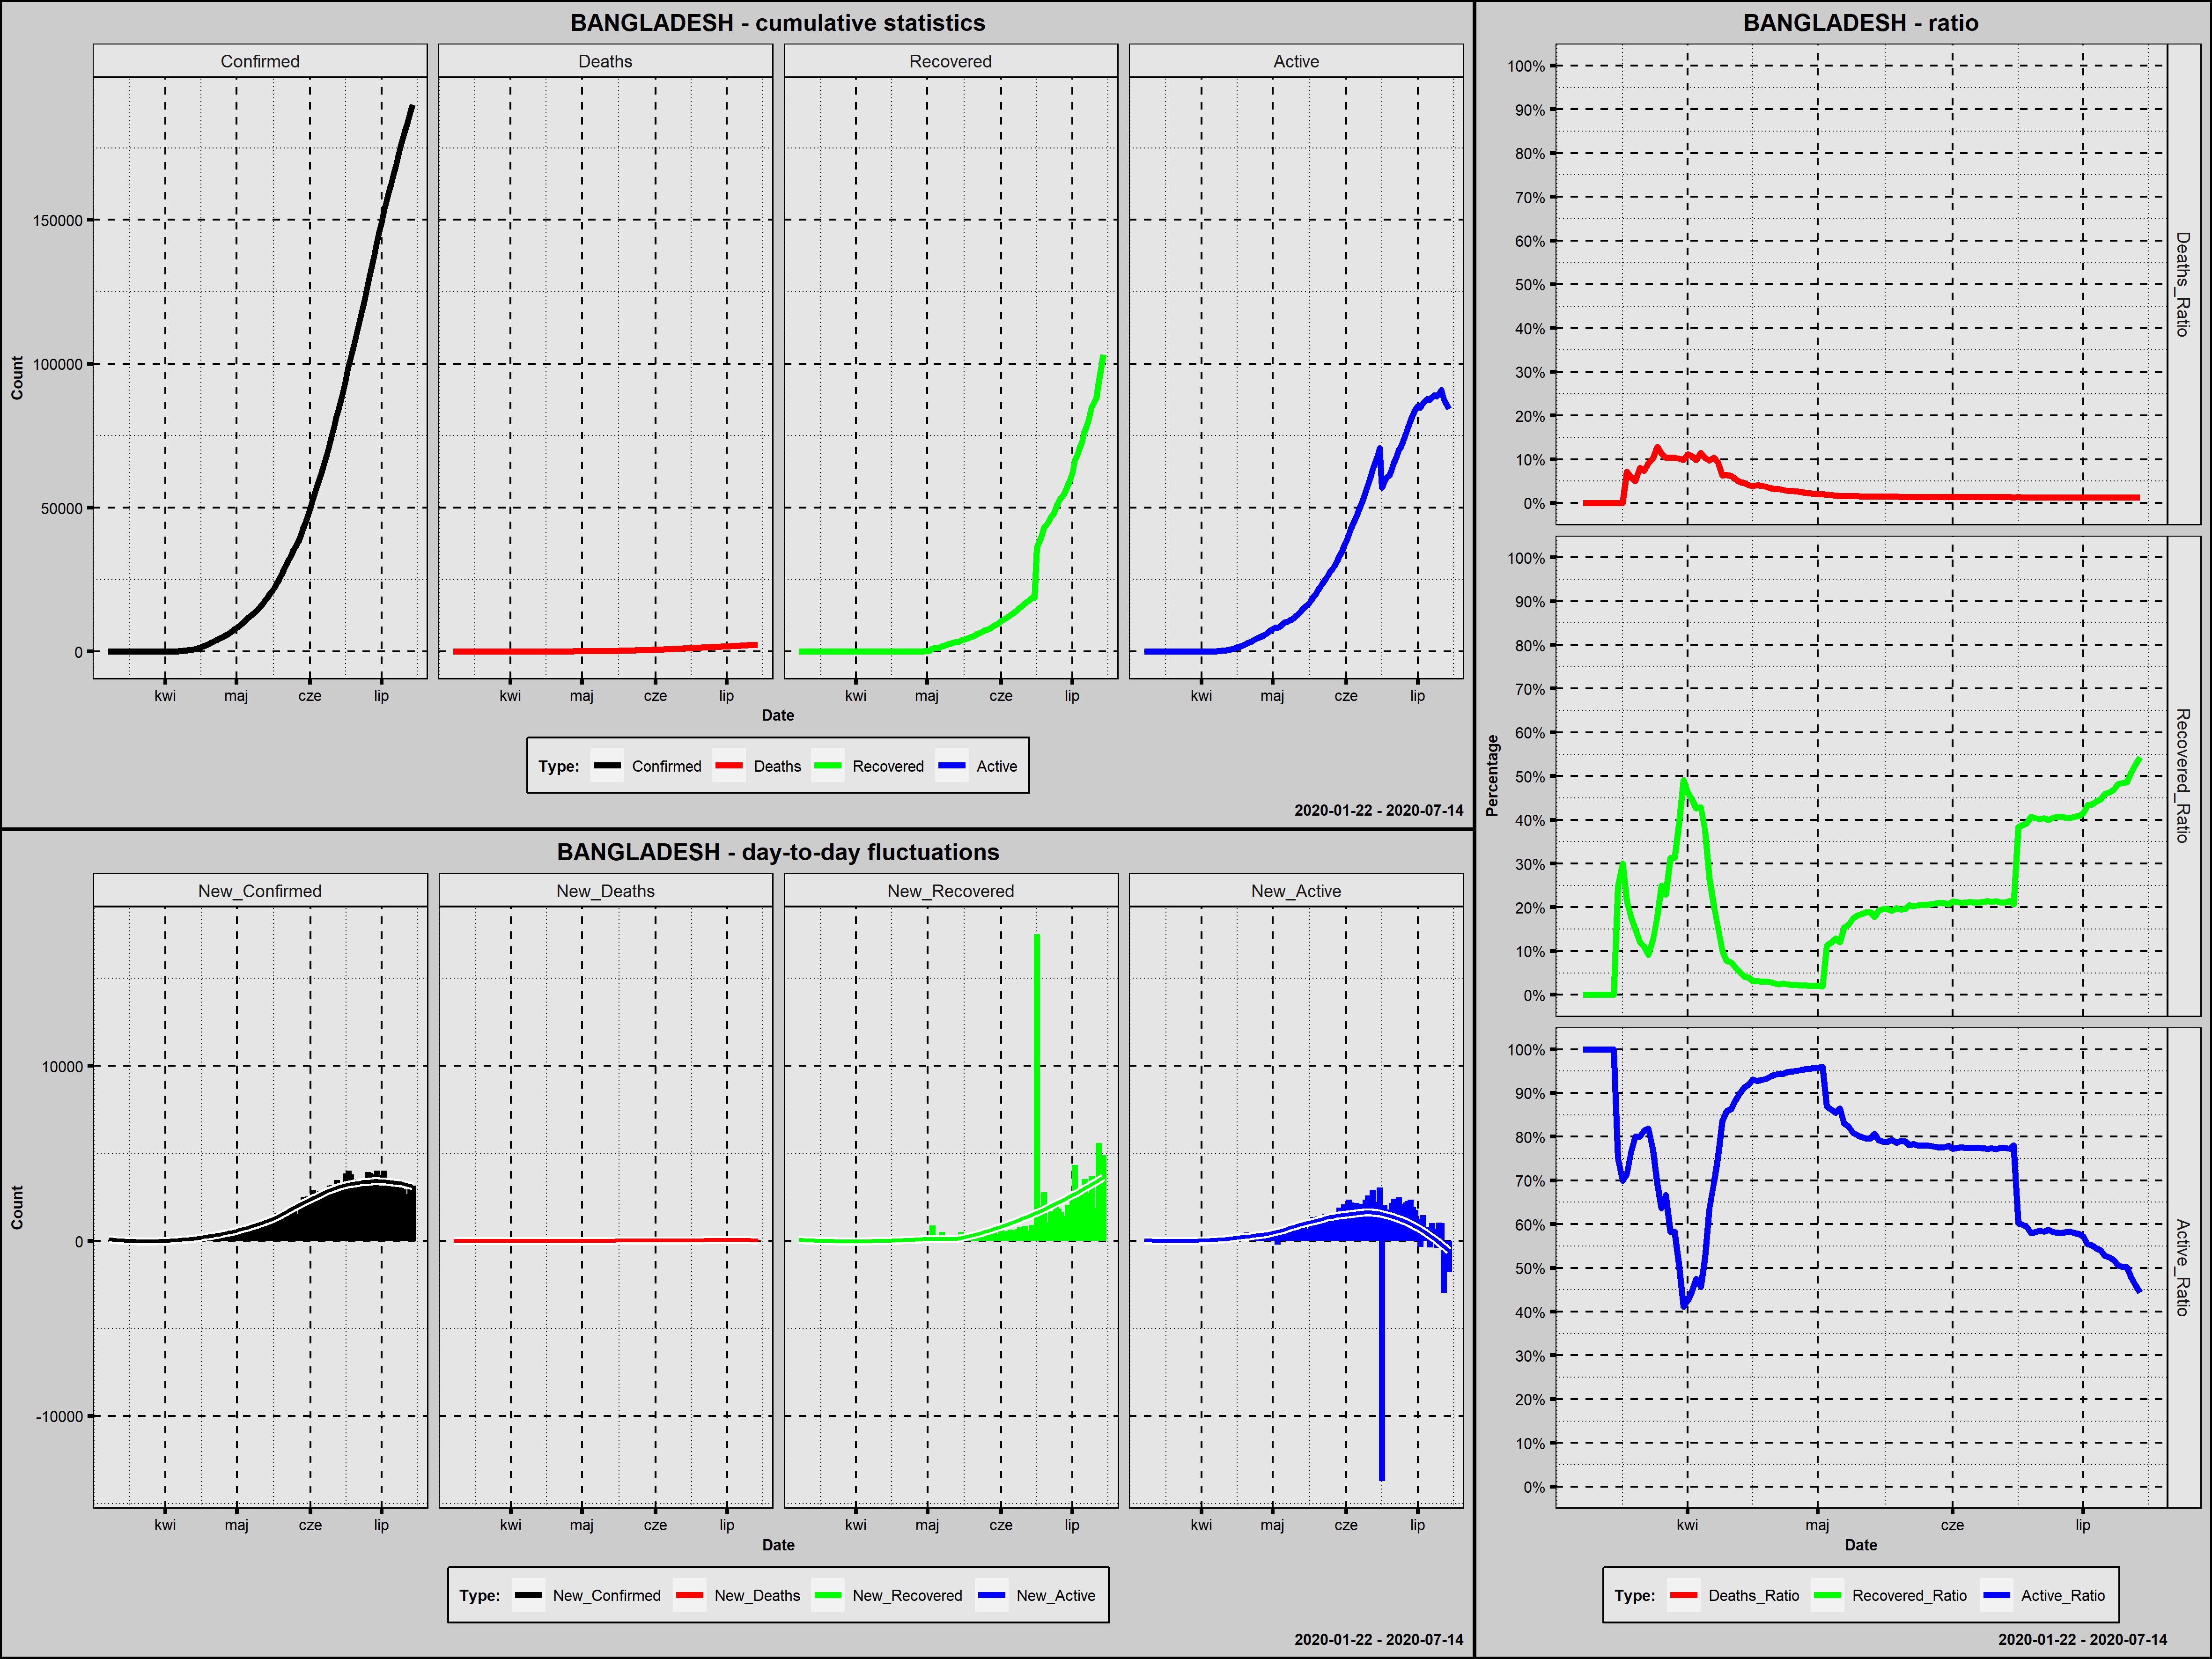 BANGLADESH - cumulative statistics
Confirmed Deaths Recovered Active
Count
150000
100000
50000
0
kwi maj cze lip kwi maj cze lip kwi maj cze lip kwi maj cze lip
Date
Type: Confirmed Deaths Recovered Active
2020-01-22 - 2020-07-14
BANGLADESH - day-to-day fluctuations
New_Confirmed New_Deaths New_Recovered New_Active
Count
10000
0
-10000
kwi maj cze lip kwi maj cze lip kwi maj cze lip kwi maj cze lip
Date
Type: New_Confirmed New_Deaths New_Recovered New_Active
2020-01-22 - 2020-07-14
BANGLADESH - ratio
Percentage
100%
90%
80%
70%
60%
50%
40%
30%
20%
10%
0%
Deaths_Ratio
100%
90%
80%
70%
60%
50%
40%
30%
20%
10%
0%
Recovered_Ratio
100%
90%
80%
70%
60%
50%
40%
30%
20%
10%
0%
Active_Ratio
kwi maj cze lip
Date
Type: Deaths_Ratio Recovered_Ratio Active_Ratio
2020-01-22 - 2020-07-14